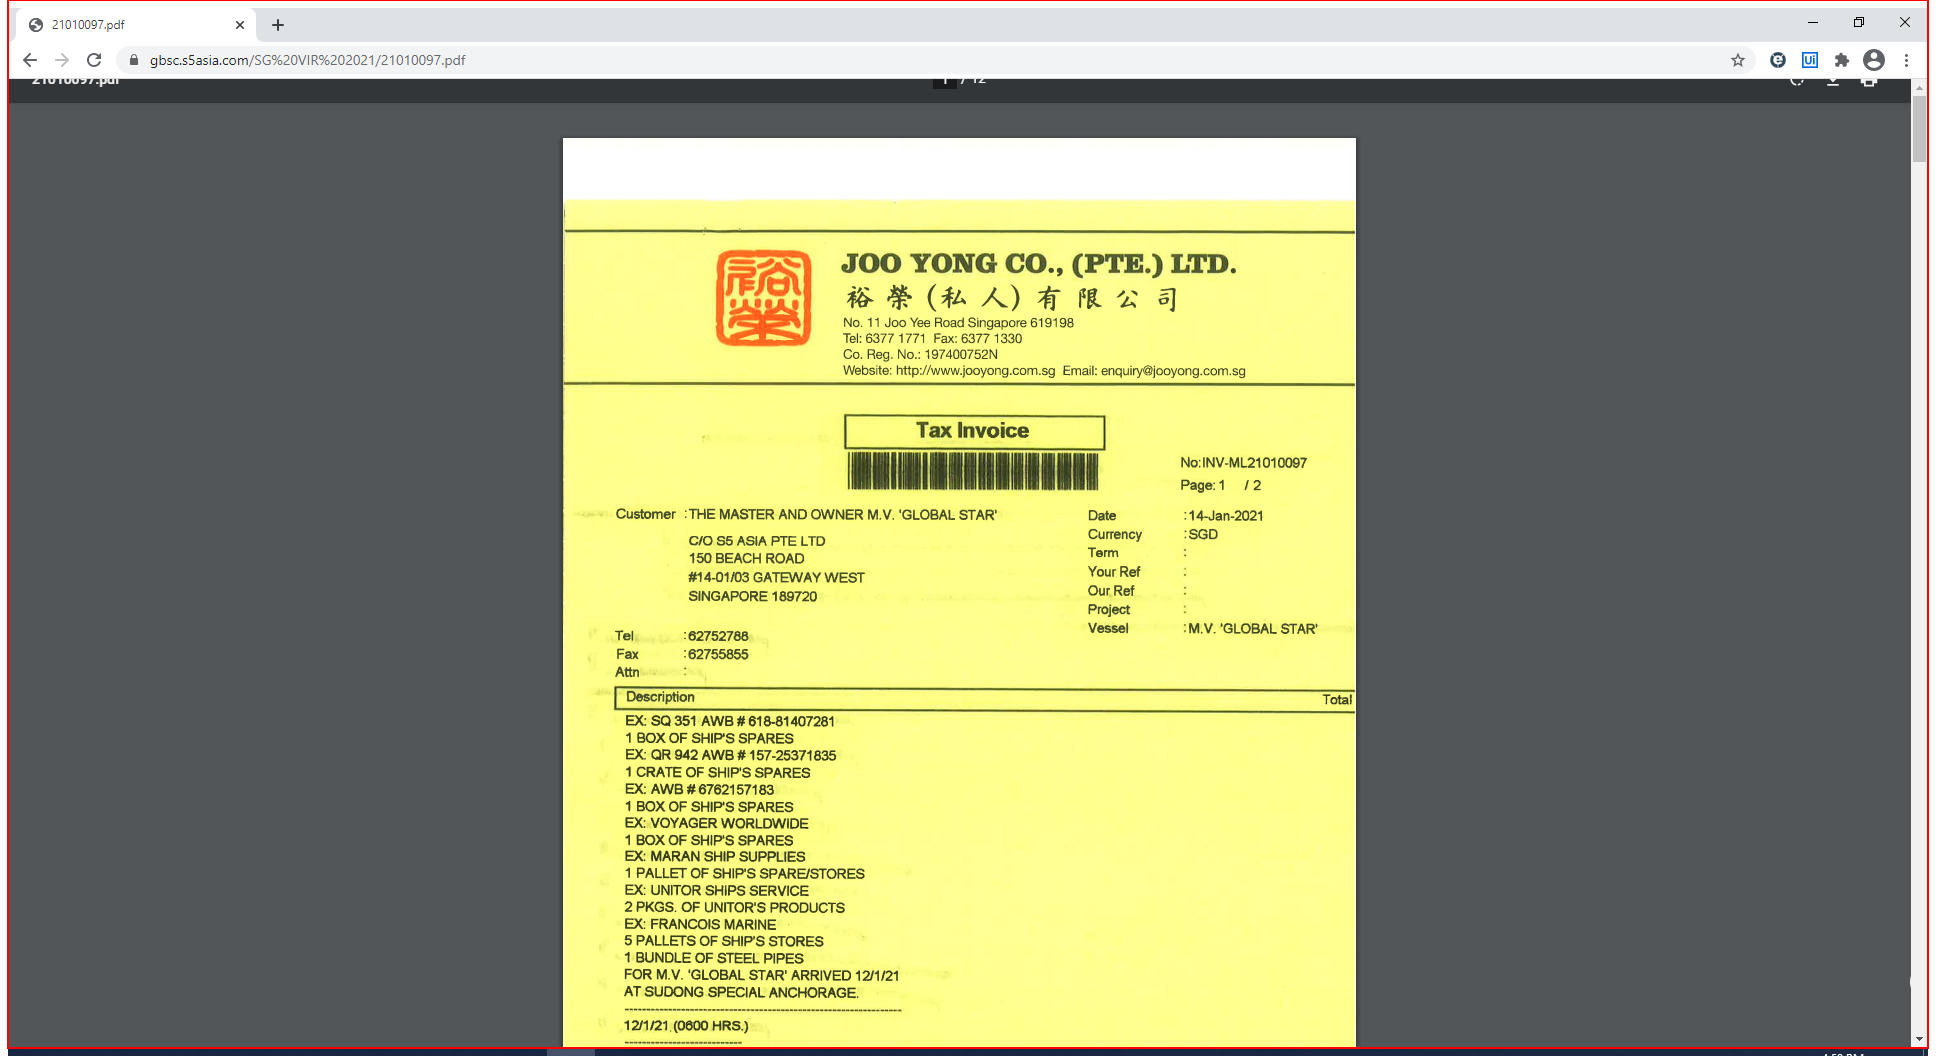 21010097.pdf
gbsc.s5asia.com/SG%20VIR%202021/21010097.pdf
21010097.pdf 1 / 12
裕榮
JOO YONG CO., (PTE.) LTD.
裕 榮 (私 人) 有 限 公 司
No. 11 Joo Yee Road Singapore 619198
Tel: 6377 1771 Fax: 6377 1330
Co. Reg. No.: 197400752N
Website: http://www.jooyong.com.sg Email: enquiry@jooyong.com.sg
Tax Invoice
No:INV-ML21010097
Page: 1 / 2
Customer :THE MASTER AND OWNER M.V. 'GLOBAL STAR'
C/O S5 ASIA PTE LTD
150 BEACH ROAD
#14-01/03 GATEWAY WEST
SINGAPORE 189720
Tel :62752788
Fax :62755855
Attn :
Date :14-Jan-2021
Currency :SGD
Term :
Your Ref :
Our Ref :
Project :
Vessel :M.V. 'GLOBAL STAR'
Description Total
EX: SQ 351 AWB # 618-81407281
1 BOX OF SHIP'S SPARES
EX: QR 942 AWB # 157-25371835
1 CRATE OF SHIP'S SPARES
EX: AWB # 6762157183
1 BOX OF SHIP'S SPARES
EX: VOYAGER WORLDWIDE
1 BOX OF SHIP'S SPARES
EX: MARAN SHIP SUPPLIES
1 PALLET OF SHIP'S SPARE/STORES
EX: UNITOR SHIPS SERVICE
2 PKGS. OF UNITOR'S PRODUCTS
EX: FRANCOIS MARINE
5 PALLETS OF SHIP'S STORES
1 BUNDLE OF STEEL PIPES
FOR M.V. 'GLOBAL STAR' ARRIVED 12/1/21
AT SUDONG SPECIAL ANCHORAGE.
12/1/21 (0600 HRS.)